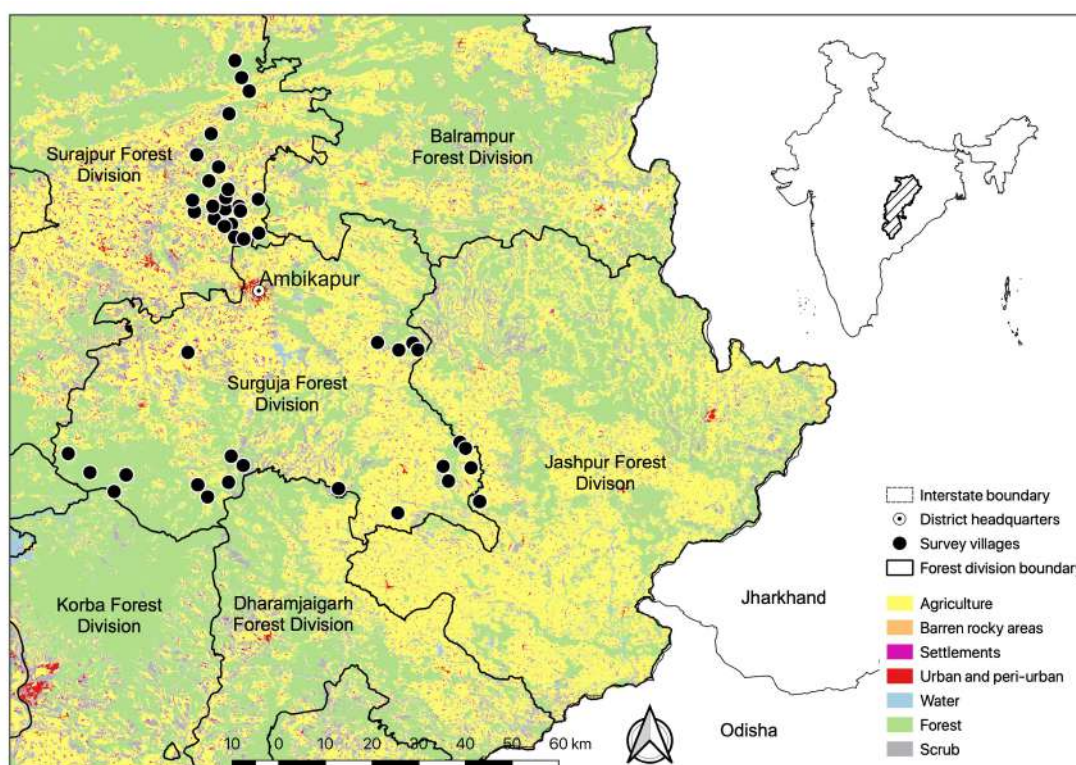 Surajpur Forest
Division
Balrampur
Forest Division
Ambikapur
Surguja Forest
Division
Jashpur Forest
Divison
Korba Forest
Division
Dharamjaigarh
Forest Division
Jharkhand
Odisha
10 0 10 20 30 40 50 60 km
Interstate boundary
District headquarters
Survey villages
Forest division boundary
Agriculture
Barren rocky areas
Settlements
Urban and peri-urban
Water
Forest
Scrub